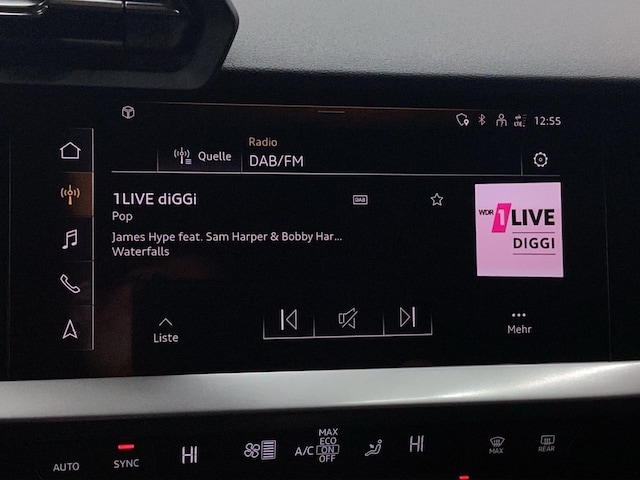 LTE
12:55
Radio
Quelle
DAB/FM
1LIVE diGGi
DAB
Pop
James Hype feat. Sam Harper & Bobby Har...
Waterfalls
WDR 1LIVE
DIGGI
Liste
Mehr
AUTO
SYNC
HI
A/C
MAX
ECO
ON
OFF
HI
MAX
REAR